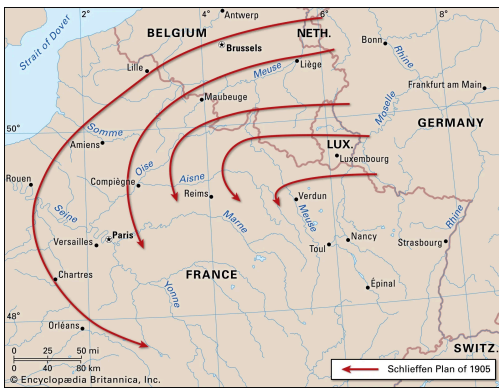 2°
4°
6°
8°
Antwerp
Strait of Dover
BELGIUM
NETH.
Brussels
Bonn
Rhine
Lille
Meuse
Liège
Maubeuge
Frankfurt am Main
Moselle
50°
50°
Somme
GERMANY
Amiens
LUX.
Luxembourg
Oise
Aisne
Rouen
Compiègne
Reims
Verdun
Seine
Marne
Meuse
Rhine
Paris
Versailles
Toul
Nancy
Strasbourg
Chartres
FRANCE
Yonne
Épinal
48°
48°
Orléans
SWITZ.
0 25 50 mi
0 40 80 km
Schlieffen Plan of 1905
© Encyclopædia Britannica, Inc.